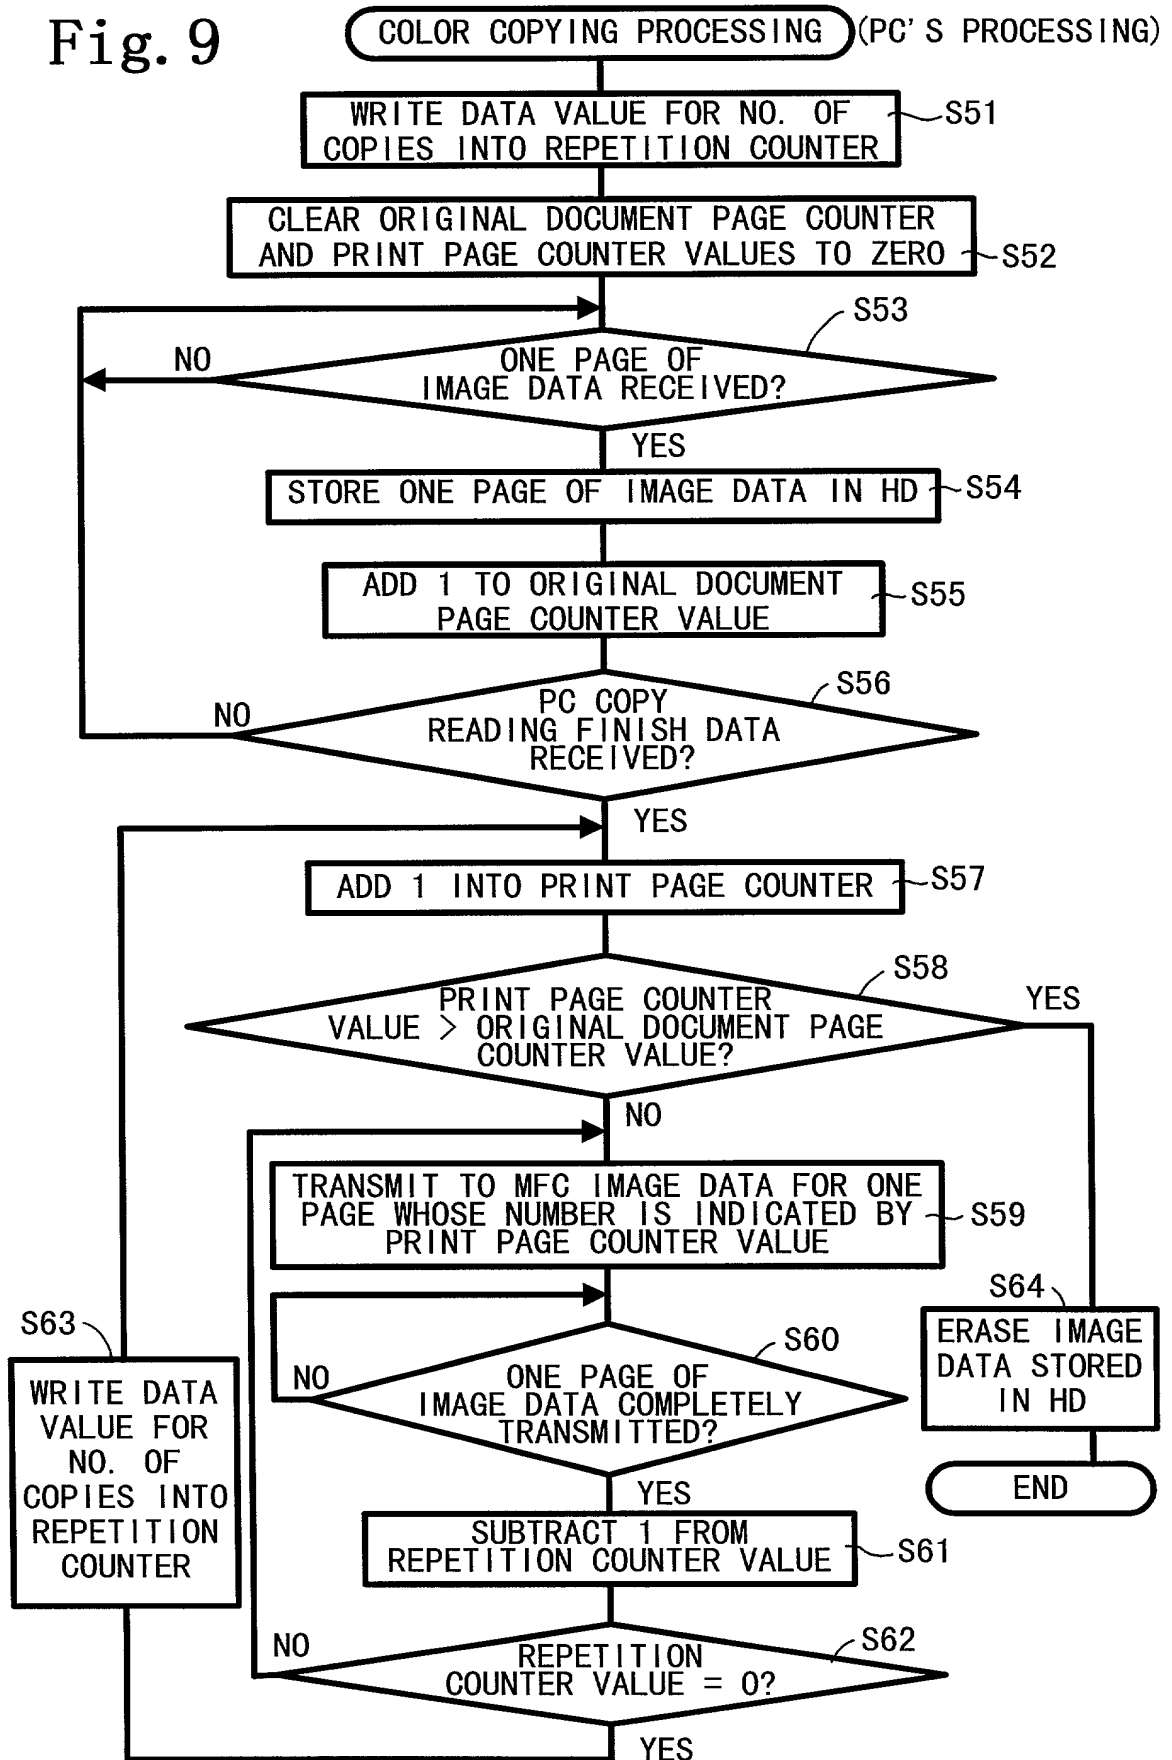 Fig. 9
COLOR COPYING PROCESSING
(PC'S PROCESSING)
WRITE DATA VALUE FOR NO. OF
COPIES INTO REPETITION COUNTER
S51
CLEAR ORIGINAL DOCUMENT PAGE COUNTER
AND PRINT PAGE COUNTER VALUES TO ZERO
S52
S53
NO
ONE PAGE OF
IMAGE DATA RECEIVED?
YES
STORE ONE PAGE OF IMAGE DATA IN HD
S54
ADD 1 TO ORIGINAL DOCUMENT
PAGE COUNTER VALUE
S55
S56
NO
PC COPY
READING FINISH DATA
RECEIVED?
YES
ADD 1 INTO PRINT PAGE COUNTER
S57
S58
PRINT PAGE COUNTER
VALUE > ORIGINAL DOCUMENT PAGE
COUNTER VALUE?
YES
NO
TRANSMIT TO MFC IMAGE DATA FOR ONE
PAGE WHOSE NUMBER IS INDICATED BY
PRINT PAGE COUNTER VALUE
S59
S60
NO
ONE PAGE OF
IMAGE DATA COMPLETELY
TRANSMITTED?
YES
S64
ERASE IMAGE
DATA STORED
IN HD
END
SUBTRACT 1 FROM
REPETITION COUNTER VALUE
S61
S62
NO
REPETITION
COUNTER VALUE = 0?
YES
S63
WRITE DATA
VALUE FOR
NO. OF
COPIES INTO
REPETITION
COUNTER